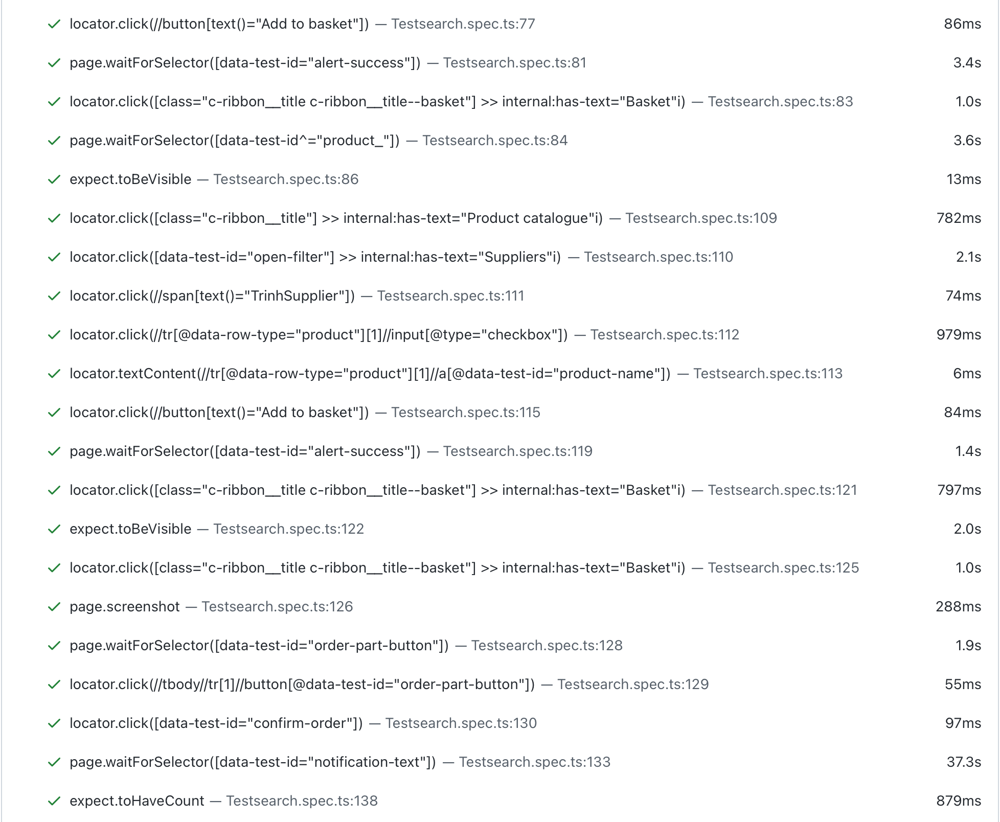 locator.click(//button[text()="Add to basket"]) — Testsearch.spec.ts:77 86ms
page.waitForSelector([data-test-id="alert-success"]) — Testsearch.spec.ts:81 3.4s
locator.click([class="c-ribbon__title c-ribbon__title--basket"] >> internal:has-text="Basket"i) — Testsearch.spec.ts:83 1.0s
page.waitForSelector([data-test-id^="product_"]) — Testsearch.spec.ts:84 3.6s
expect.toBeVisible — Testsearch.spec.ts:86 13ms
locator.click([class="c-ribbon__title"] >> internal:has-text="Product catalogue"i) — Testsearch.spec.ts:109 782ms
locator.click([data-test-id="open-filter"] >> internal:has-text="Suppliers"i) — Testsearch.spec.ts:110 2.1s
locator.click(//span[text()="TrinhSupplier"]) — Testsearch.spec.ts:111 74ms
locator.click(//tr[@data-row-type="product"][1]//input[@type="checkbox"]) — Testsearch.spec.ts:112 979ms
locator.textContent(//tr[@data-row-type="product"][1]//a[@data-test-id="product-name"]) — Testsearch.spec.ts:113 6ms
locator.click(//button[text()="Add to basket"]) — Testsearch.spec.ts:115 84ms
page.waitForSelector([data-test-id="alert-success"]) — Testsearch.spec.ts:119 1.4s
locator.click([class="c-ribbon__title c-ribbon__title--basket"] >> internal:has-text="Basket"i) — Testsearch.spec.ts:121 797ms
expect.toBeVisible — Testsearch.spec.ts:122 2.0s
locator.click([class="c-ribbon__title c-ribbon__title--basket"] >> internal:has-text="Basket"i) — Testsearch.spec.ts:125 1.0s
page.screenshot — Testsearch.spec.ts:126 288ms
page.waitForSelector([data-test-id="order-part-button"]) — Testsearch.spec.ts:128 1.9s
locator.click(//tbody//tr[1]//button[@data-test-id="order-part-button"]) — Testsearch.spec.ts:129 55ms
locator.click([data-test-id="confirm-order"]) — Testsearch.spec.ts:130 97ms
page.waitForSelector([data-test-id="notification-text"]) — Testsearch.spec.ts:133 37.3s
expect.toHaveCount — Testsearch.spec.ts:138 879ms